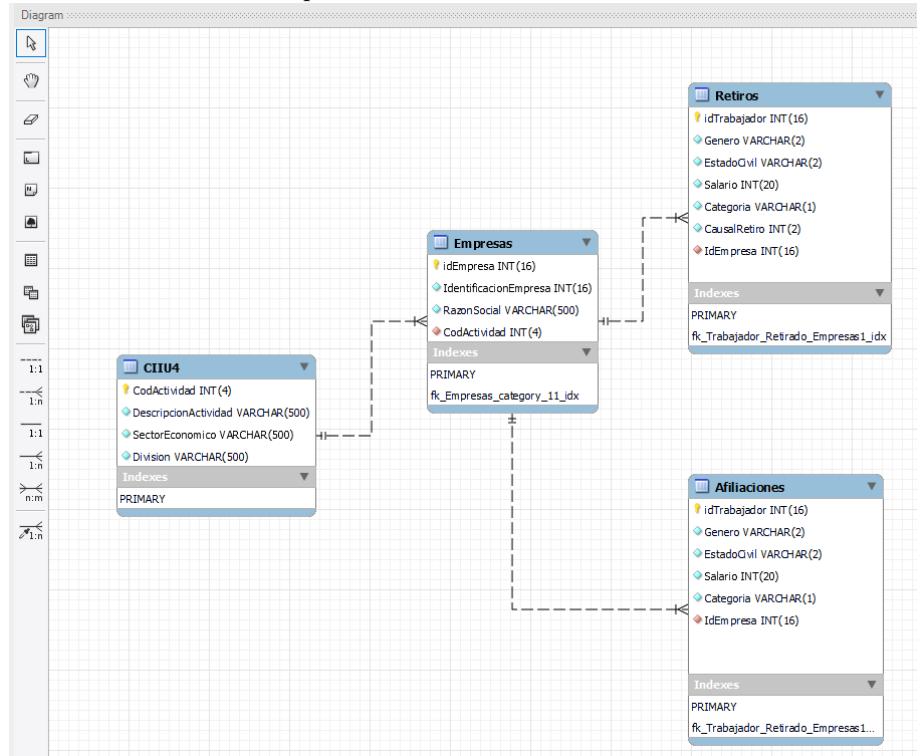 Diagram
1:1
1:n
1:1
1:n
n:m
1:n
CIIU4
CodActividad INT(4)
DescripcionActividad VARCHAR(500)
SectorEconomico VARCHAR(500)
Division VARCHAR(500)
Indexes
PRIMARY
Empresas
idEmpresa INT(16)
IdentificacionEmpresa INT(16)
RazonSocial VARCHAR(500)
CodActividad INT(4)
Indexes
PRIMARY
fk_Empresas_category_11_idx
Retiros
idTrabajador INT(16)
Genero VARCHAR(2)
EstadoCivil VARCHAR(2)
Salario INT(20)
Categoria VARCHAR(1)
CausalRetiro INT(2)
IdEmpresa INT(16)
Indexes
PRIMARY
fk_Trabajador_Retirado_Empresas1_idx
Afiliaciones
idTrabajador INT(16)
Genero VARCHAR(2)
EstadoCivil VARCHAR(2)
Salario INT(20)
Categoria VARCHAR(1)
IdEmpresa INT(16)
Indexes
PRIMARY
fk_Trabajador_Retirado_Empresas1...